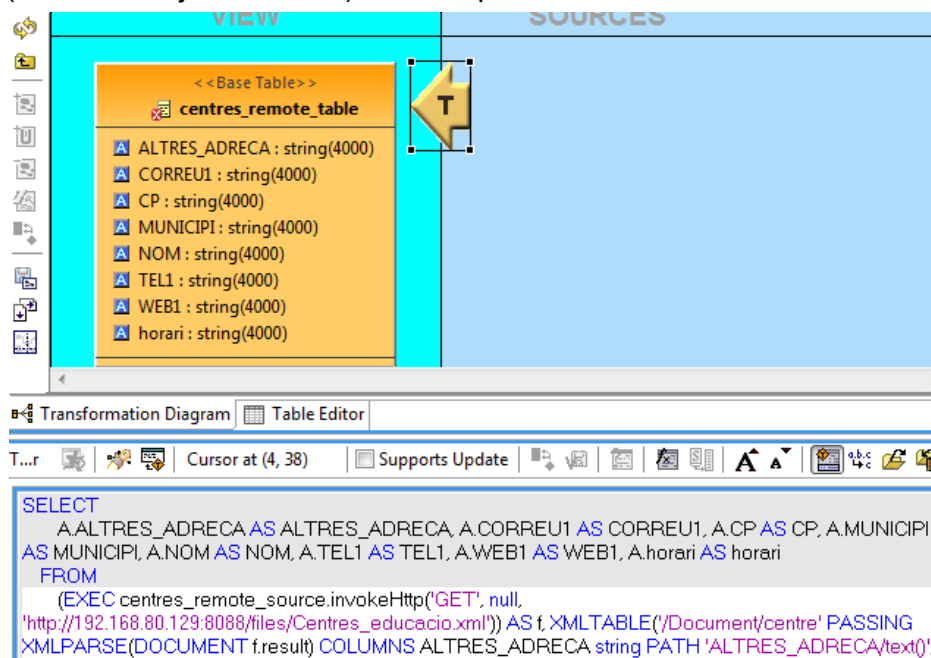 VIEW
SOURCES
<<Base Table>>
centres_remote_table
T
A ALTRES_ADRECA : string(4000)
A CORREU1 : string(4000)
A CP : string(4000)
A MUNICIPI : string(4000)
A NOM : string(4000)
A TEL1 : string(4000)
A WEB1 : string(4000)
A horari : string(4000)
Transformation Diagram Table Editor
T...r Cursor at (4, 38) Supports Update A A a.b.c
SELECT
A.ALTRES_ADRECA AS ALTRES_ADRECA, A.CORREU1 AS CORREU1, A.CP AS CP, A.MUNICIPI
AS MUNICIPI, A.NOM AS NOM, A.TEL1 AS TEL1, A.WEB1 AS WEB1, A.horari AS horari
FROM
(EXEC centres_remote_source.invokeHttp('GET', null,
'http://192.168.80.129:8088/files/Centres_educacio.xml')) AS f, XMLTABLE('/Document/centre' PASSING
XMLPARSE(DOCUMENT f.result) COLUMNS ALTRES_ADRECA string PATH 'ALTRES_ADRECA/text()'